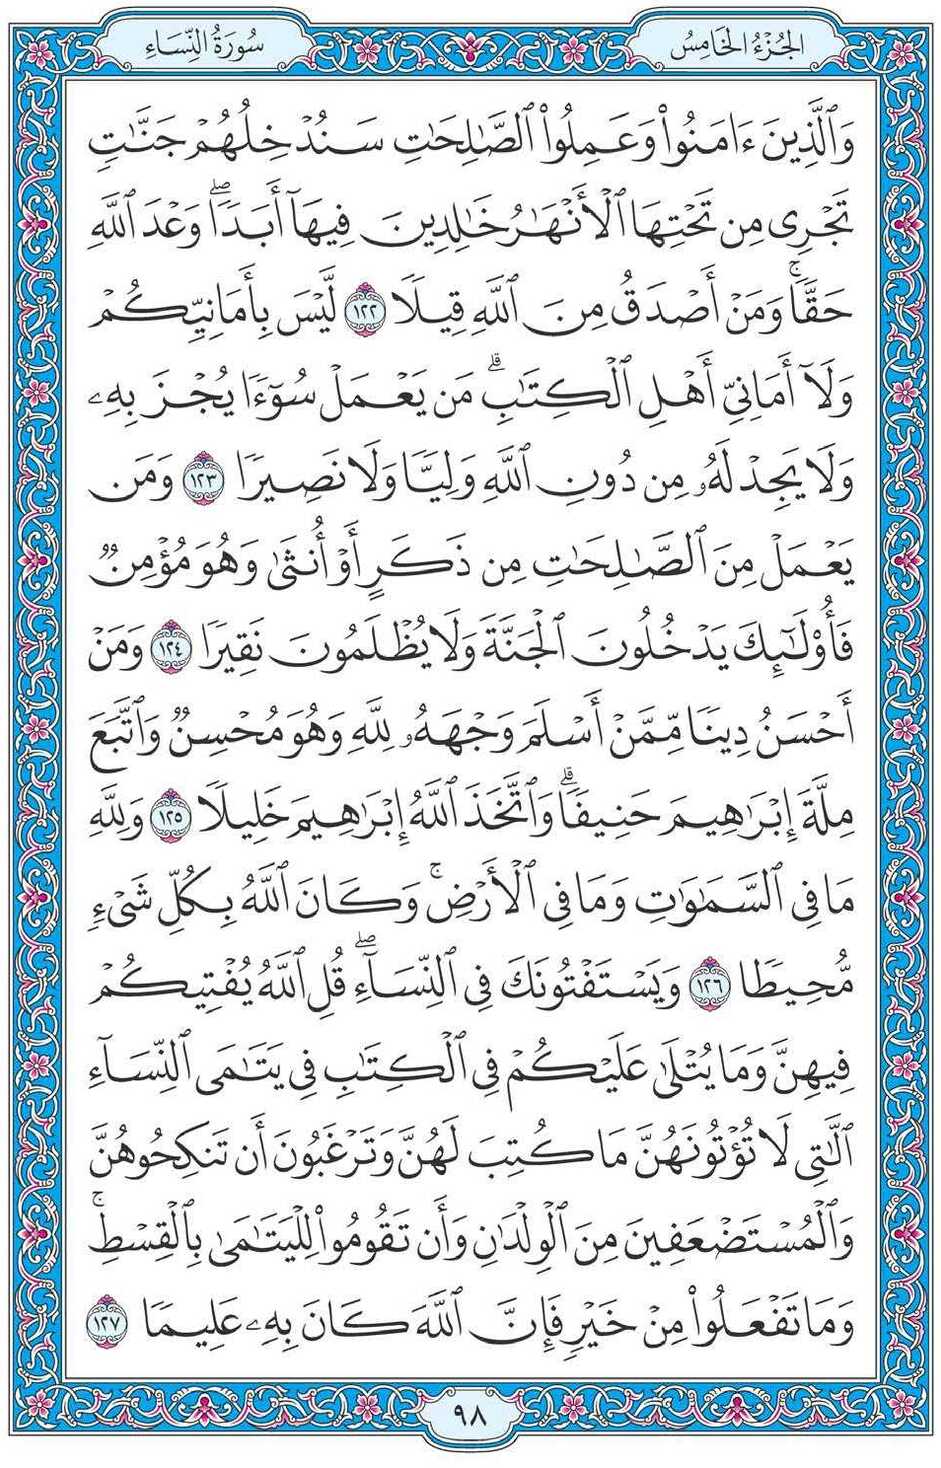 الجُزْءُ الخَامِسُ
سُورَةُ النِّسَاءِ
وَٱلَّذِينَ ءَامَنُوا۟ وَعَمِلُوا۟ ٱلصَّٰلِحَٰتِ سَنُدْخِلُهُمْ جَنَّٰتٍ
تَجْرِى مِن تَحْتِهَا ٱلْأَنْهَٰرُ خَٰلِدِينَ فِيهَآ أَبَدًا ۖ وَعْدَ ٱللَّهِ
حَقًّا ۚ وَمَنْ أَصْدَقُ مِنَ ٱللَّهِ قِيلًا ١٢٢ لَّيْسَ بِأَمَانِيِّكُمْ
وَلَآ أَمَانِىِّ أَهْلِ ٱلْكِتَٰبِ ۗ مَن يَعْمَلْ سُوٓءًا يُجْزَ بِهِۦ
وَلَا يَجِدْ لَهُۥ مِن دُونِ ٱللَّهِ وَلِيًّا وَلَا نَصِيرًا ١٢٣ وَمَن
يَعْمَلْ مِنَ ٱلصَّٰلِحَٰتِ مِن ذَكَرٍ أَوْ أُنثَىٰ وَهُوَ مُؤْمِنٌ
فَأُو۟لَٰٓئِكَ يَدْخُلُونَ ٱلْجَنَّةَ وَلَا يُظْلَمُونَ نَقِيرًا ١٢٤ وَمَنْ
أَحْسَنُ دِينًا مِّمَّنْ أَسْلَمَ وَجْهَهُۥ لِلَّهِ وَهُوَ مُحْسِنٌ وَٱتَّبَعَ
مِلَّةَ إِبْرَٰهِيمَ حَنِيفًا ۗ وَٱتَّخَذَ ٱللَّهُ إِبْرَٰهِيمَ خَلِيلًا ١٢٥ وَلِلَّهِ
مَا فِى ٱلسَّمَٰوَٰتِ وَمَا فِى ٱلْأَرْضِ ۚ وَكَانَ ٱللَّهُ بِكُلِّ شَىْءٍ
مُّحِيطًا ١٢٦ وَيَسْتَفْتُونَكَ فِى ٱلنِّسَآءِ ۖ قُلِ ٱللَّهُ يُفْتِيكُمْ
فِيهِنَّ وَمَا يُتْلَىٰ عَلَيْكُمْ فِى ٱلْكِتَٰبِ فِى يَتَٰمَى ٱلنِّسَآءِ
ٱلَّٰتِى لَا تُؤْتُونَهُنَّ مَا كُتِبَ لَهُنَّ وَتَرْغَبُونَ أَن تَنكِحُوهُنَّ
وَٱلْمُسْتَضْعَفِينَ مِنَ ٱلْوِلْدَٰنِ وَأَن تَقُومُوا۟ لِلْيَتَٰمَىٰ بِٱلْقِسْطِ ۚ
وَمَا تَفْعَلُوا۟ مِنْ خَيْرٍ فَإِنَّ ٱللَّهَ كَانَ بِهِۦ عَلِيمًا ١٢٧
٩٨